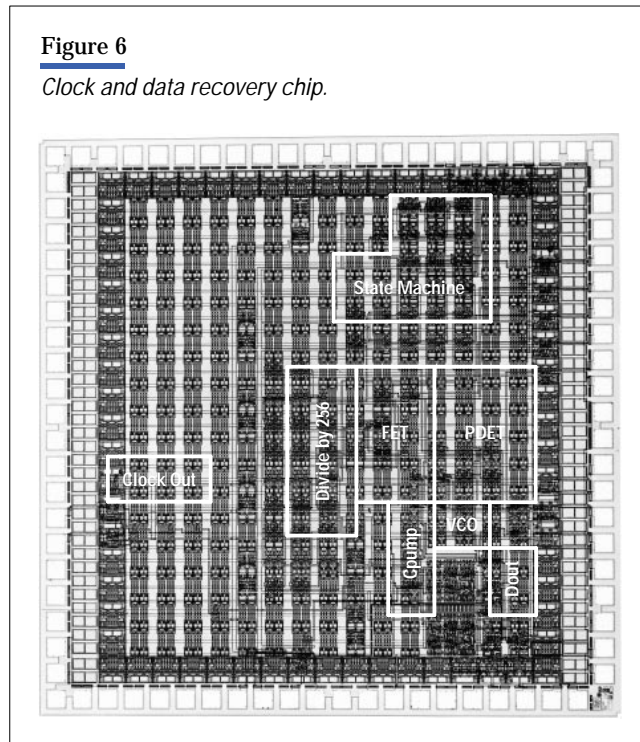 Figure 6
Clock and data recovery chip.
State Machine
Divide by 256
FET
PDET
Clock Out
Cpump
VCO
Dout